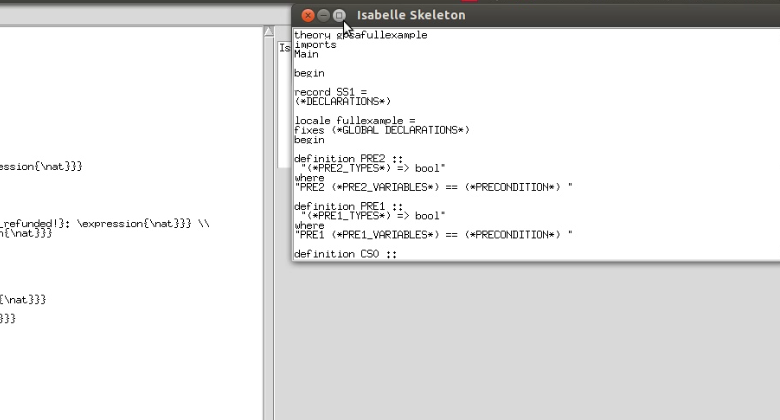 Isabelle Skeleton
theory gpsafullexample
imports
Main
begin
record SS1 =
(*DECLARATIONS*)
locale fullexample =
fixes (*GLOBAL DECLARATIONS*)
begin
definition PRE2 ::
"(*PRE2_TYPES*) => bool"
where
"PRE2 (*PRE2_VARIABLES*) == (*PRECONDITION*) "
definition PRE1 ::
"(*PRE1_TYPES*) => bool"
where
"PRE1 (*PRE1_VARIABLES*) == (*PRECONDITION*) "
definition CS0 ::
Is
ession{\nat}}}
_refunded!}: \expression{\nat}}} \\
n{\nat}}}
{\nat}}}
}}}